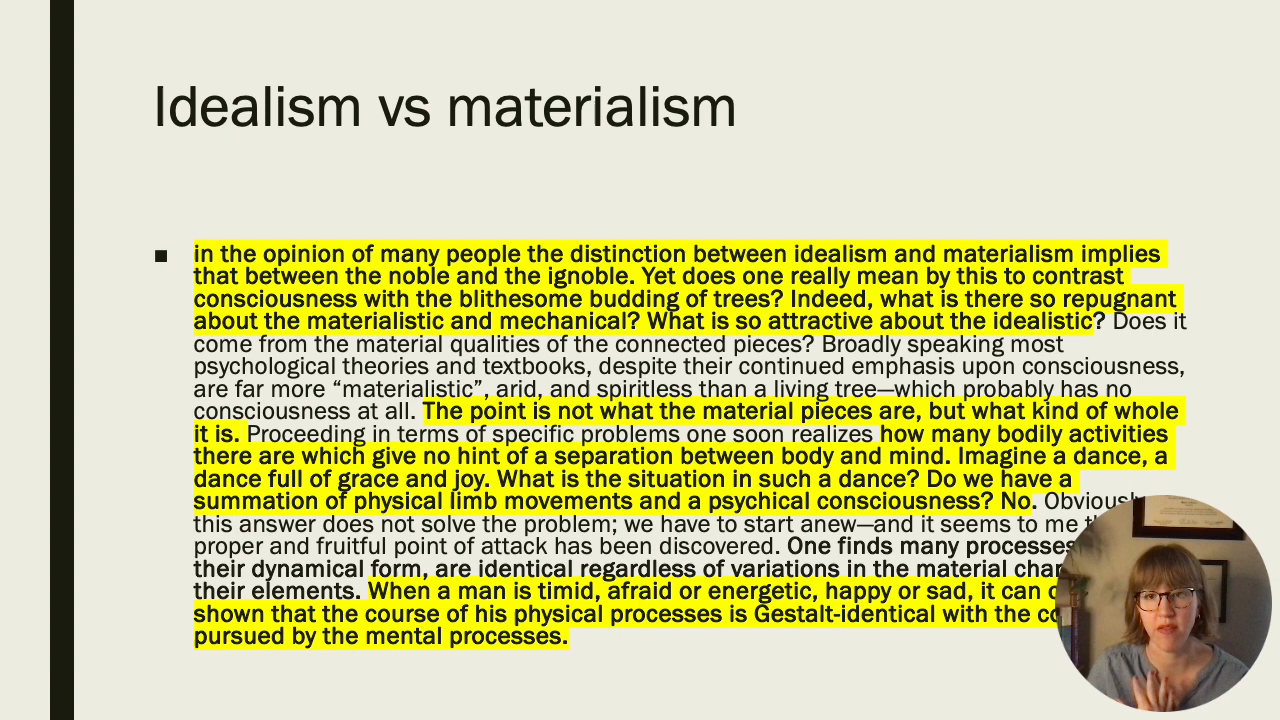 Idealism vs materialism
■ in the opinion of many people the distinction between idealism and materialism implies
that between the noble and the ignoble. Yet does one really mean by this to contrast
consciousness with the blithesome budding of trees? Indeed, what is there so repugnant
about the materialistic and mechanical? What is so attractive about the idealistic? Does it
come from the material qualities of the connected pieces? Broadly speaking most
psychological theories and textbooks, despite their continued emphasis upon consciousness,
are far more “materialistic”, arid, and spiritless than a living tree—which probably has no
consciousness at all. The point is not what the material pieces are, but what kind of whole
it is. Proceeding in terms of specific problems one soon realizes how many bodily activities
there are which give no hint of a separation between body and mind. Imagine a dance, a
dance full of grace and joy. What is the situation in such a dance? Do we have a
summation of physical limb movements and a psychical consciousness? No. Obviously
this answer does not solve the problem; we have to start anew—and it seems to me
proper and fruitful point of attack has been discovered. One finds many processes
their dynamical form, are identical regardless of variations in the material
their elements. When a man is timid, afraid or energetic, happy or sad, it can
shown that the course of his physical processes is Gestalt-identical with the
pursued by the mental processes.